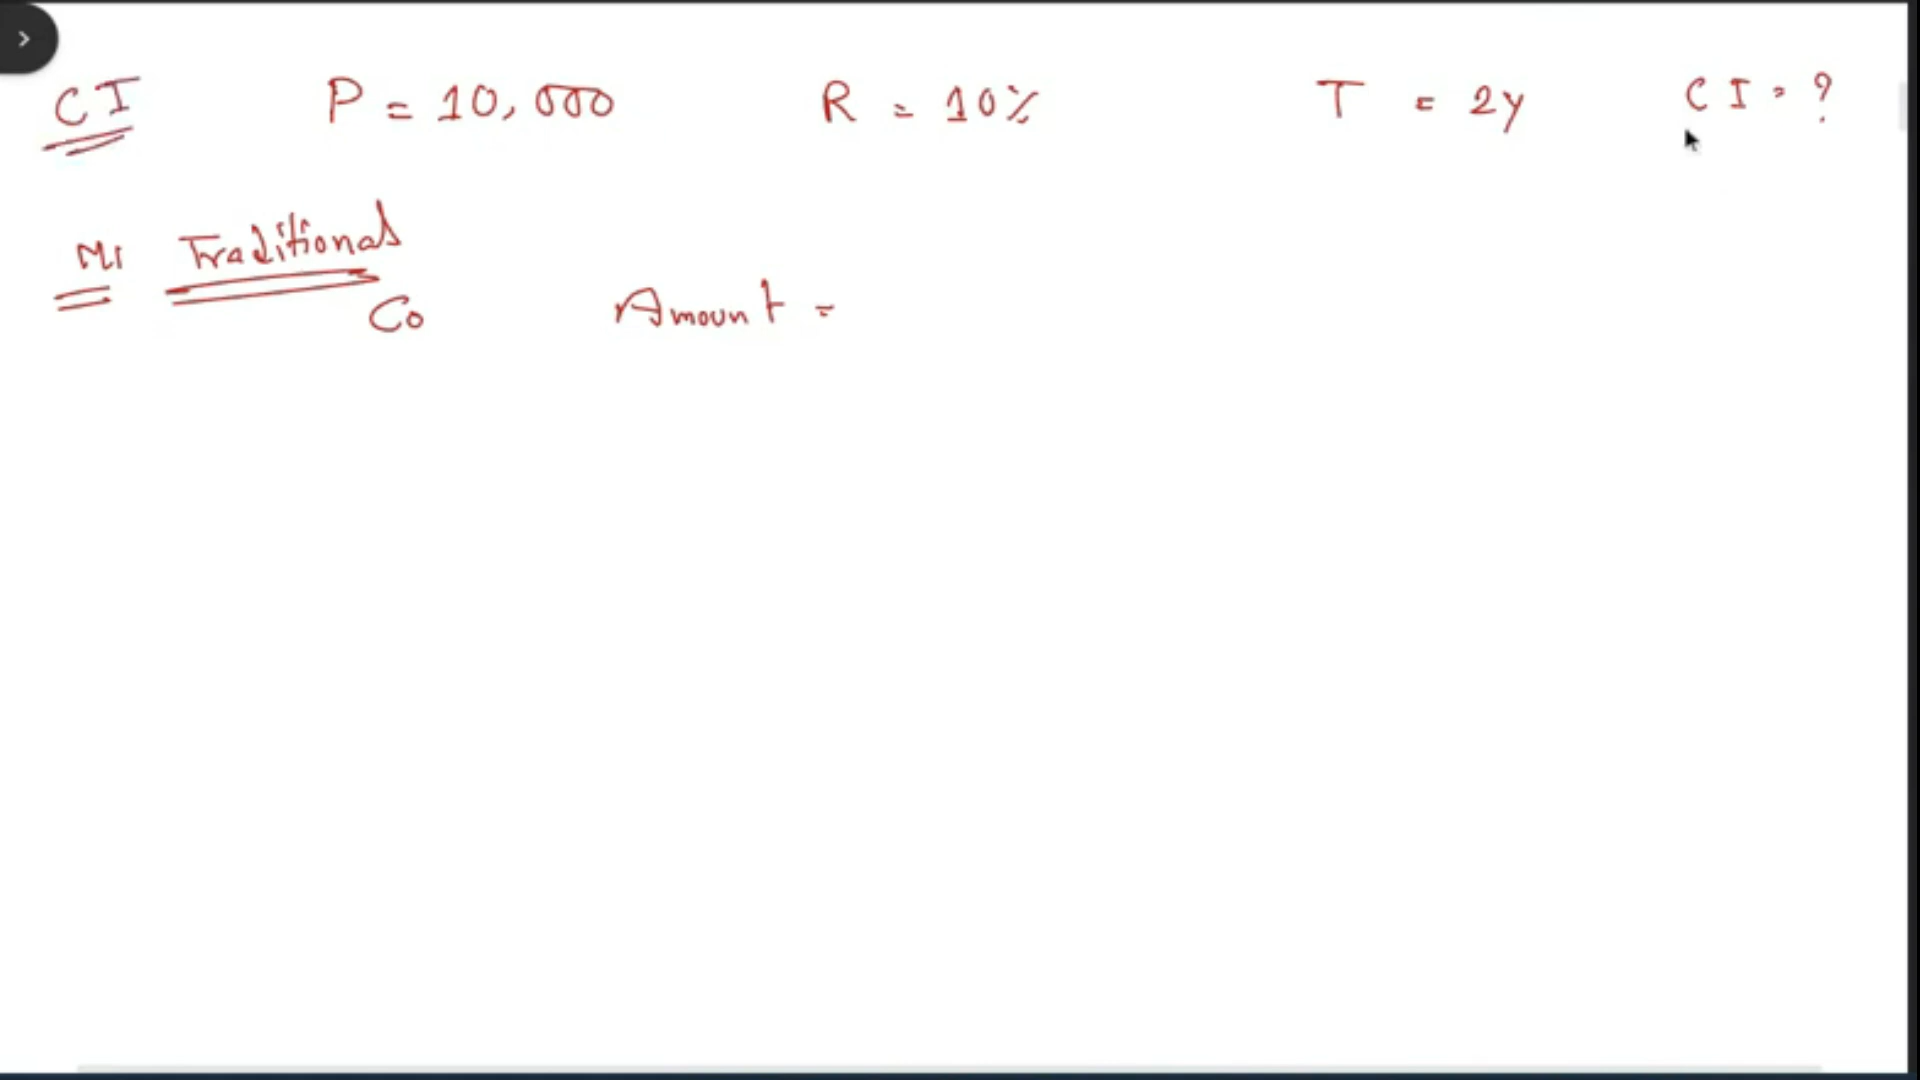 CI P = 10,000 R = 10% T = 2y CI = ?
M1 Traditional
Co Amount =